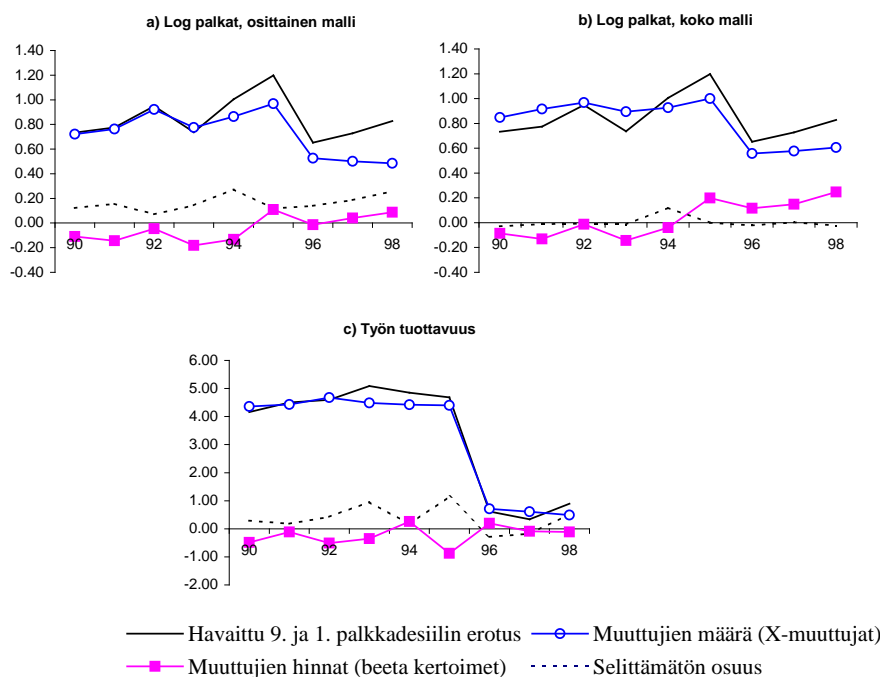 a) Log palkat, osittainen malli
1.40
1.20
1.00
0.80
0.60
0.40
0.20
0.00
-0.20
-0.40
90 92 94 96 98
b) Log palkat, koko malli
1.40
1.20
1.00
0.80
0.60
0.40
0.20
0.00
-0.20
-0.40
90 92 94 96 98
c) Työn tuottavuus
6.00
5.00
4.00
3.00
2.00
1.00
0.00
-1.00
-2.00
90 92 94 96 98
Havaittu 9. ja 1. palkkadesiilin erotus
Muuttujien määrä (X-muuttujat)
Muuttujien hinnat (beeta kertoimet)
Selittämätön osuus